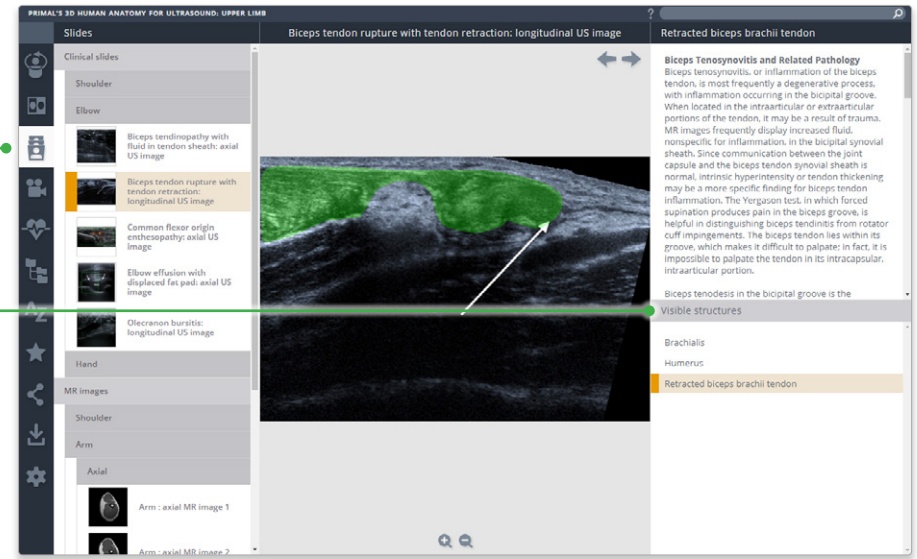 PRIMAL'S 3D HUMAN ANATOMY FOR ULTRASOUND: UPPER LIMB
?
Slides
Biceps tendon rupture with tendon retraction: longitudinal US image
Retracted biceps brachii tendon
Clinical slides
Shoulder
Elbow
Biceps tendinopathy with
fluid in tendon sheath: axial
US image
Biceps tendon rupture with
tendon retraction:
longitudinal US image
Common flexor origin
enthesopathy: axial US
image
Elbow effusion with
displaced fat pad: axial US
image
Olecranon bursitis:
longitudinal US image
Hand
MR images
Shoulder
Arm
Axial
Arm : axial MR image 1
Arm : axial MR image 2
A-Z
Biceps Tenosynovitis and Related Pathology
Biceps tenosynovitis, or inflammation of the biceps
tendon, is most frequently a degenerative process,
with inflammation occurring in the bicipital groove.
When located in the intraarticular or extraarticular
portions of the tendon, it may be a result of trauma.
MR images frequently display increased fluid,
nonspecific for inflammation, in the bicipital synovial
sheath. Since communication between the joint
capsule and the biceps tendon synovial sheath is
normal, intrinsic hyperintensity or tendon thickening
may be a more specific finding for biceps tendon
inflammation. The Yergason test, in which forced
supination produces pain in the biceps groove, is
helpful in distinguishing biceps tendinitis from rotator
cuff impingements. The biceps tendon lies within its
groove, which makes it difficult to palpate; in fact, it is
impossible to palpate the tendon in its intracapsular,
intraarticular portion.
Biceps tenodesis in the bicipital groove is the
Visible structures
Brachialis
Humerus
Retracted biceps brachii tendon